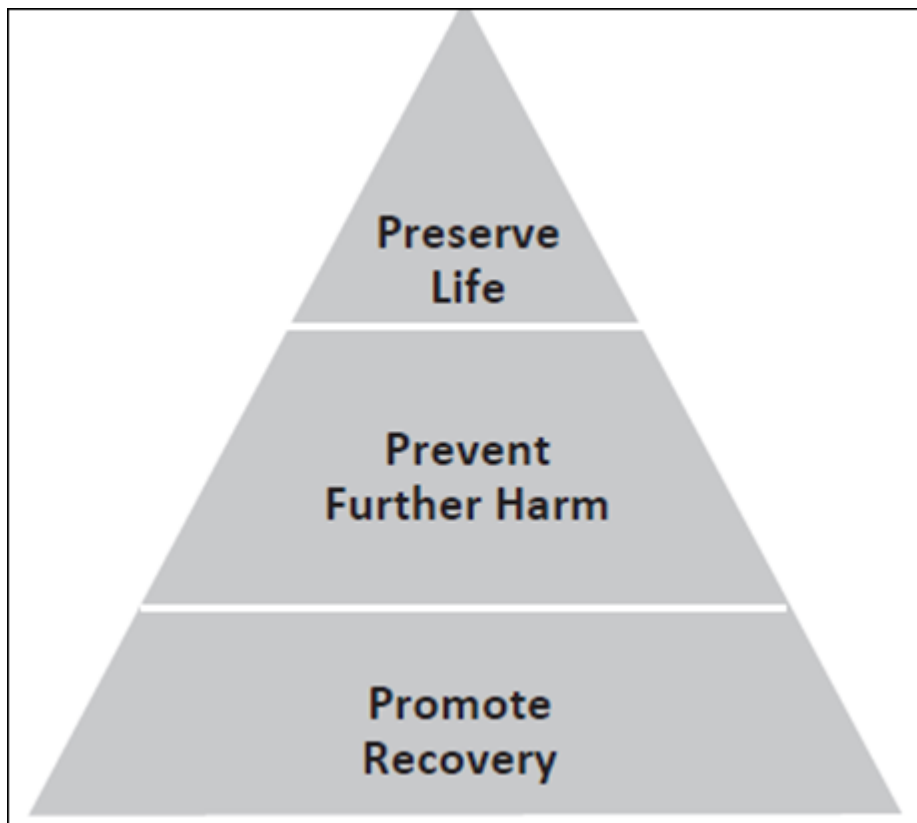 Preserve
Life
Prevent
Further Harm
Promote
Recovery